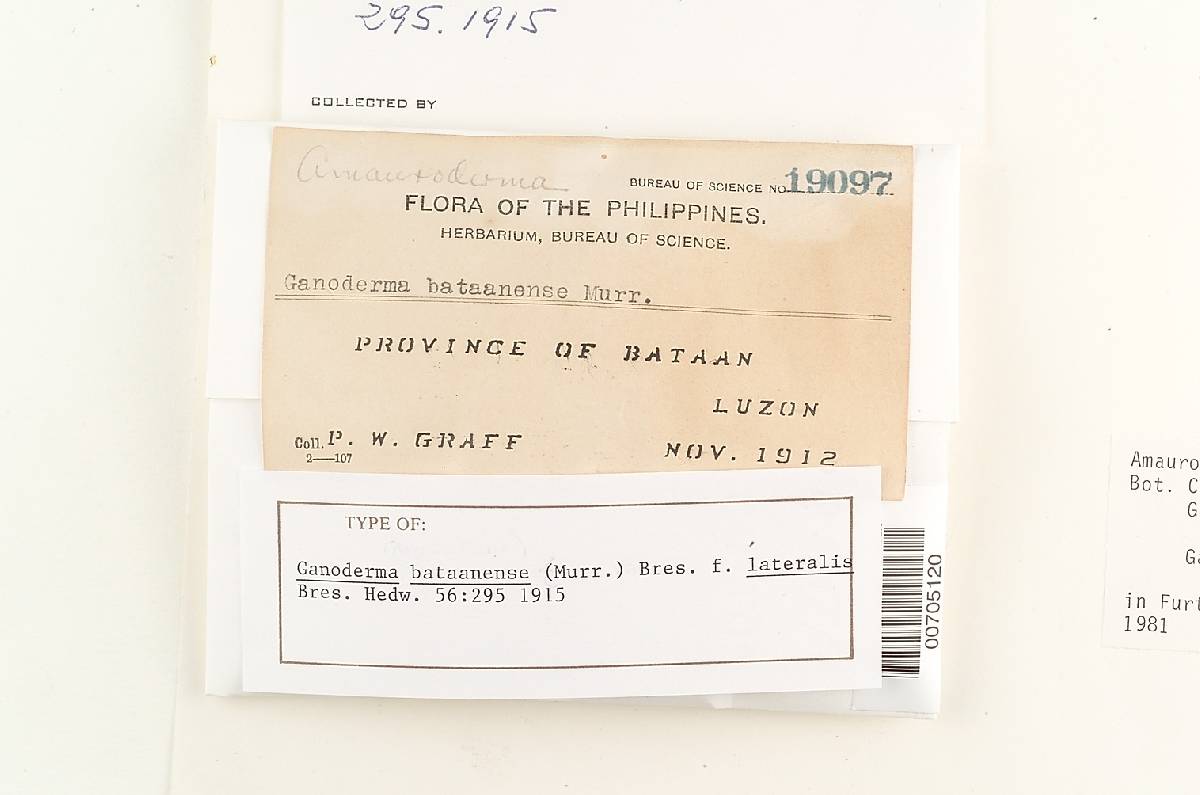 295. 1915
COLLECTED BY
Amauroderma
BUREAU OF SCIENCE NO. 19097
FLORA OF THE PHILIPPINES.
HERBARIUM, BUREAU OF SCIENCE.
Ganoderma bataanense Murr.
PROVINCE OF BATAAN
LUZON
Coll. P. W. GRAFF
NOV. 1912
2—107
TYPE OF:
Ganoderma bataanense (Murr.) Bres. f. lateralis
Bres. Hedw. 56:295 1915
00705120
Amauro
Bot. C
G
Ga
in Furt
1981